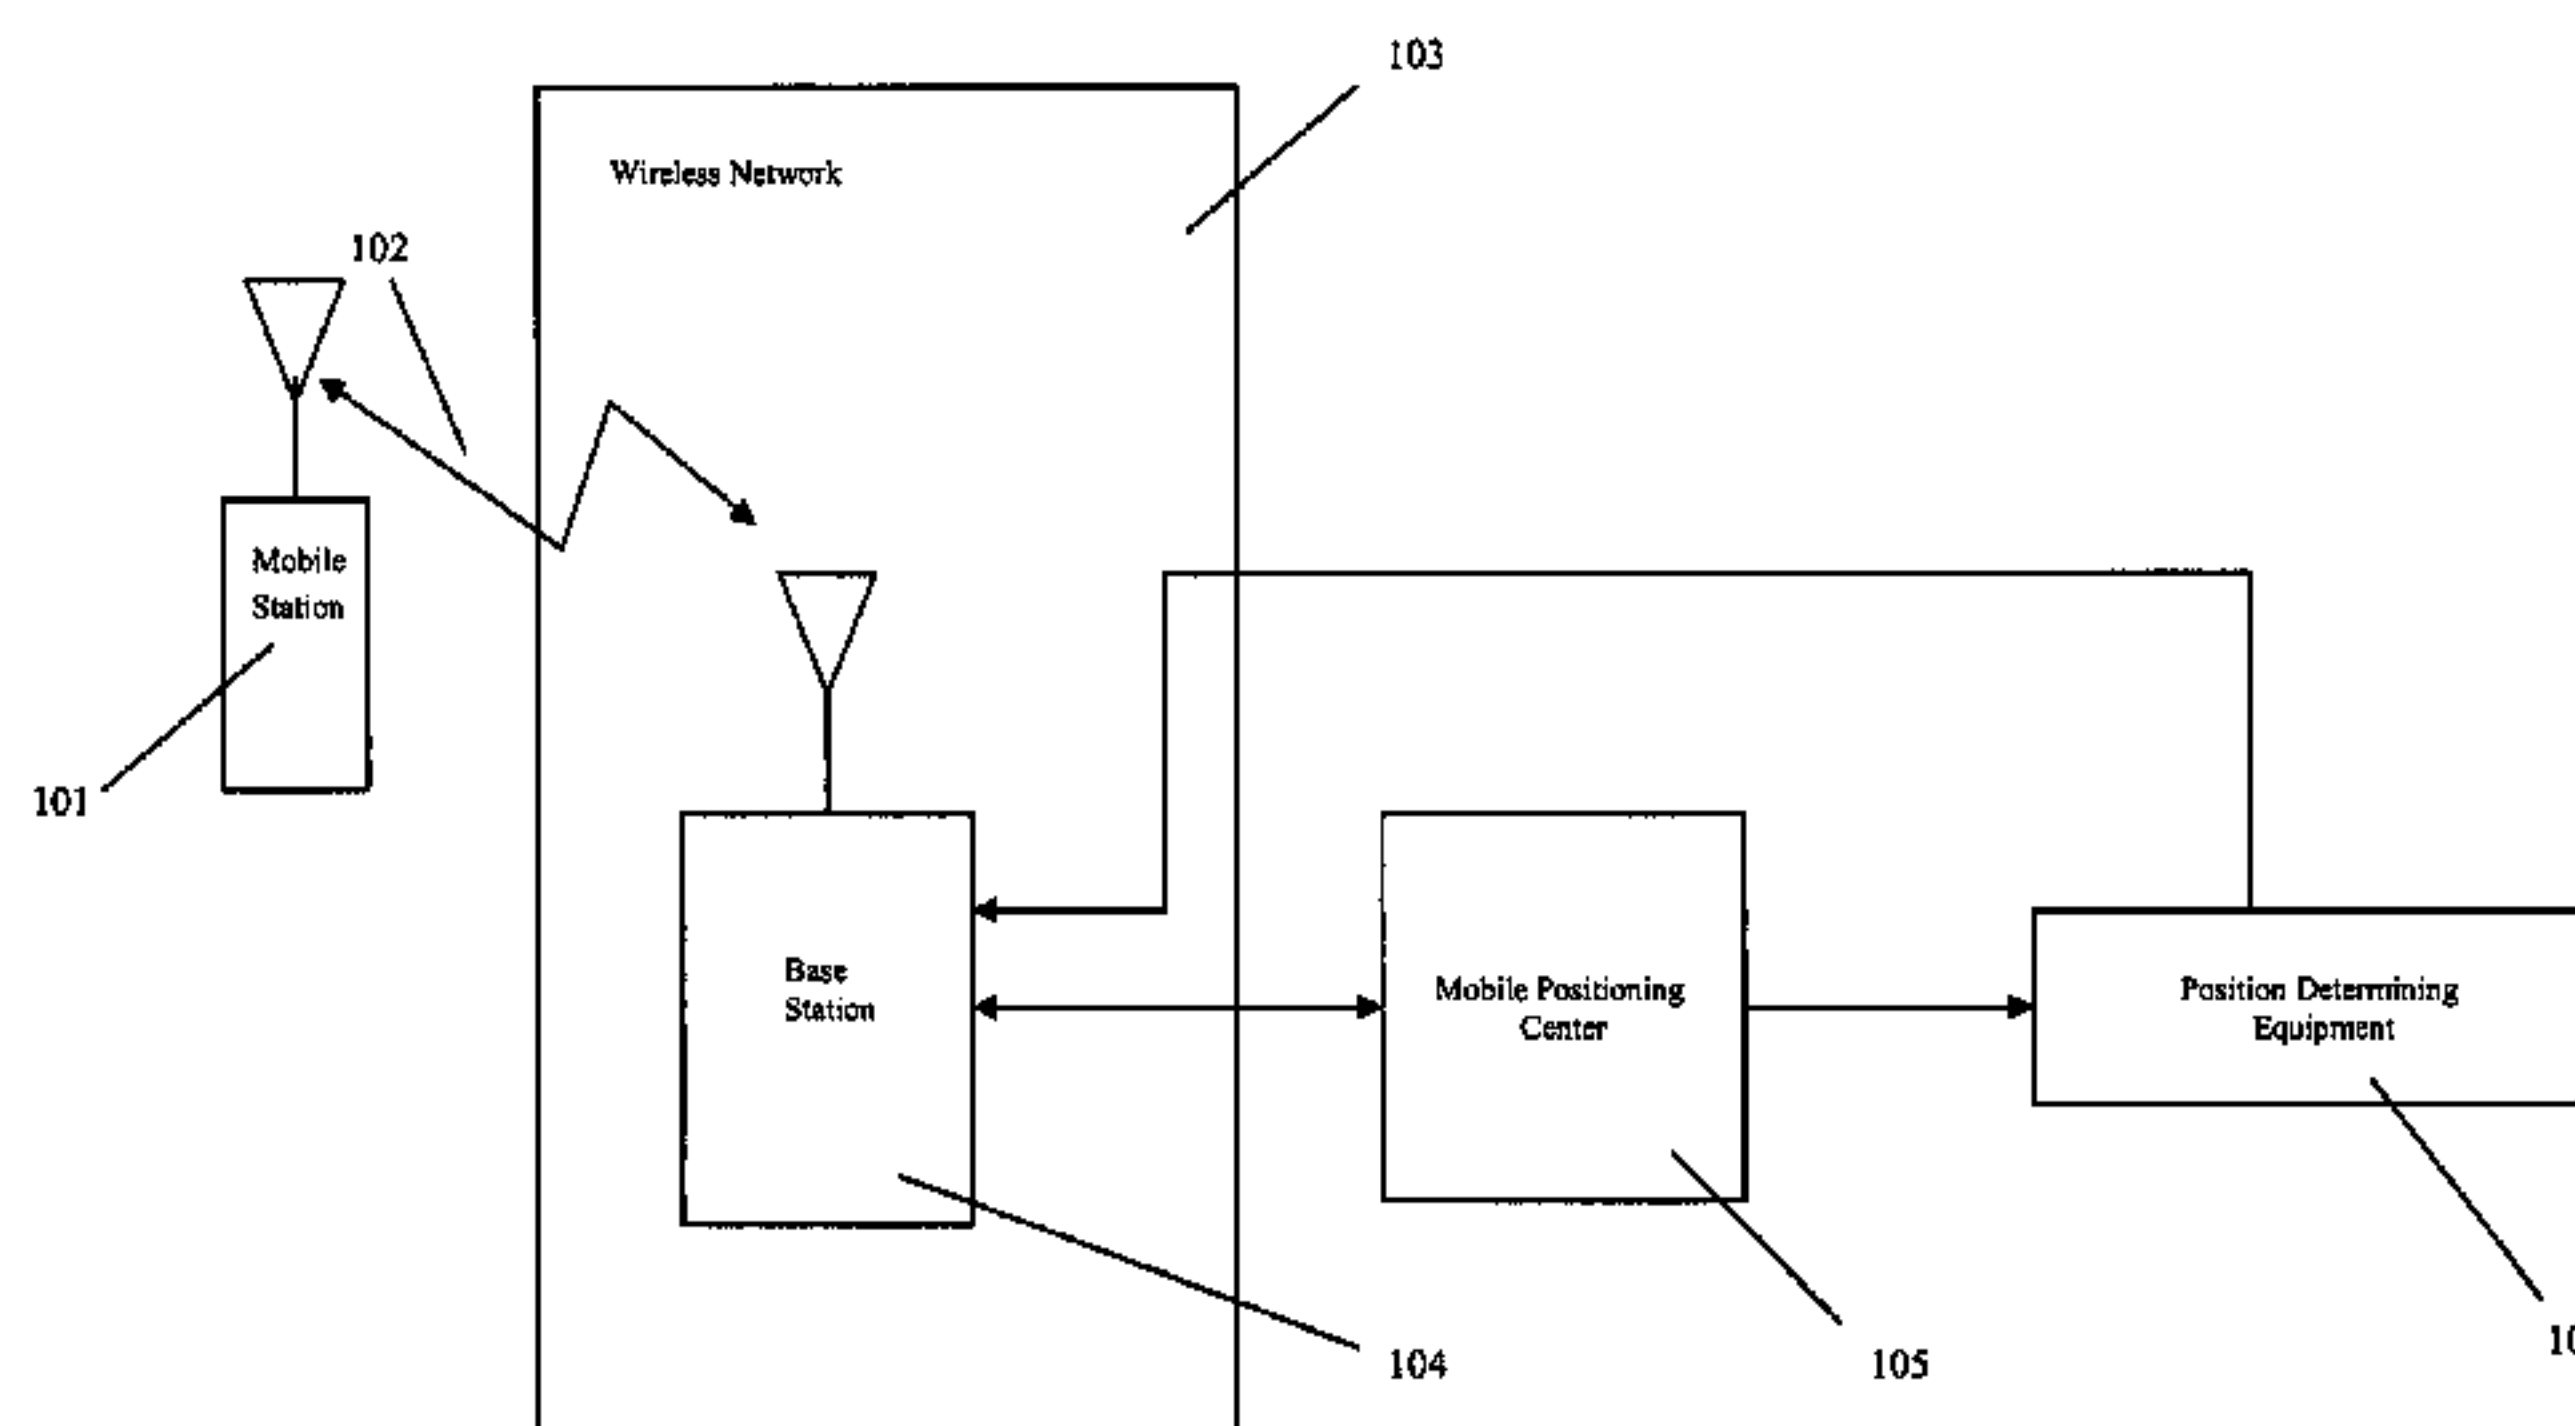 103
Wireless Network
102
Mobile
Station
101
Base
Station
Mobile Positioning
Center
Position Determining
Equipment
104
105